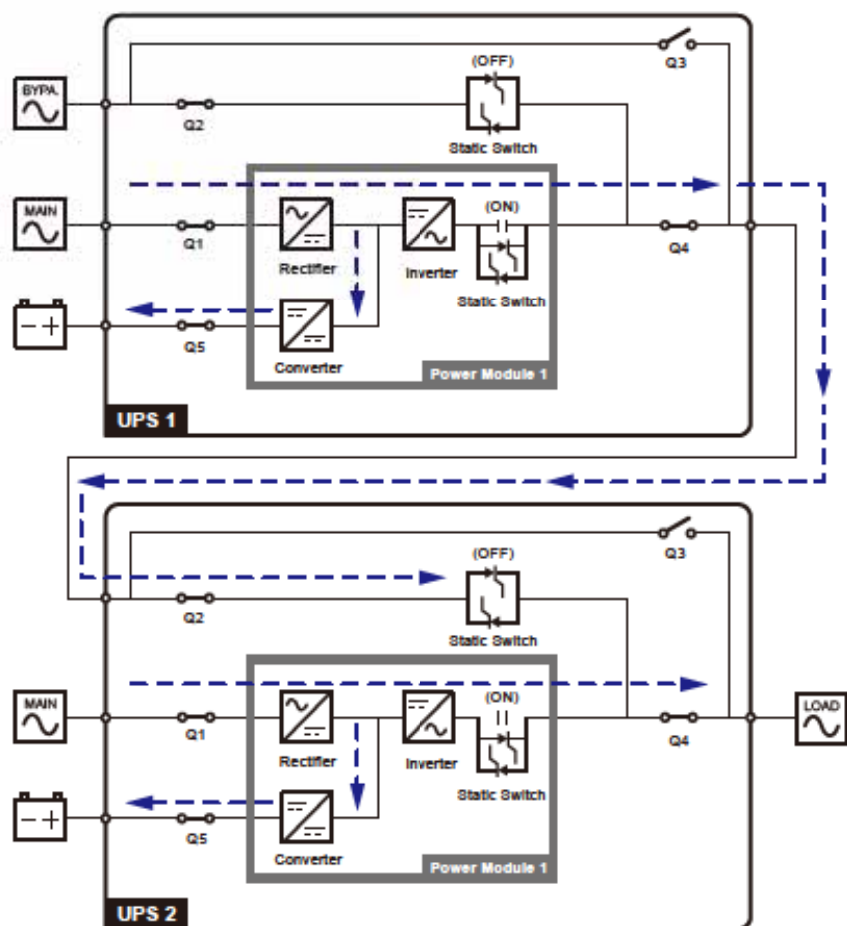 (OFF)
Q3
BYPA.
Q2
Static Switch
MAIN
(ON)
Q1
Rectifier
Inverter
Q4
Static Switch
- +
Q5
Converter
Power Module 1
UPS 1
(OFF)
Q3
Q2
Static Switch
MAIN
(ON)
LOAD
Q1
Rectifier
Inverter
Q4
Static Switch
- +
Q5
Converter
Power Module 1
UPS 2